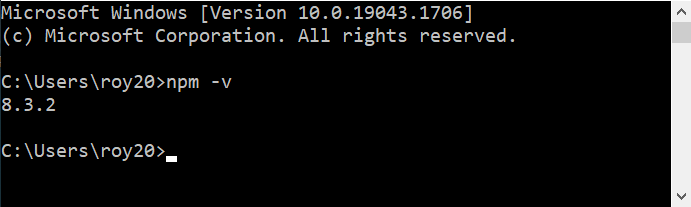 Microsoft Windows [Version 10.0.19043.1706]
(c) Microsoft Corporation. All rights reserved.
C:\Users\roy20>npm -v
8.3.2
C:\Users\roy20>